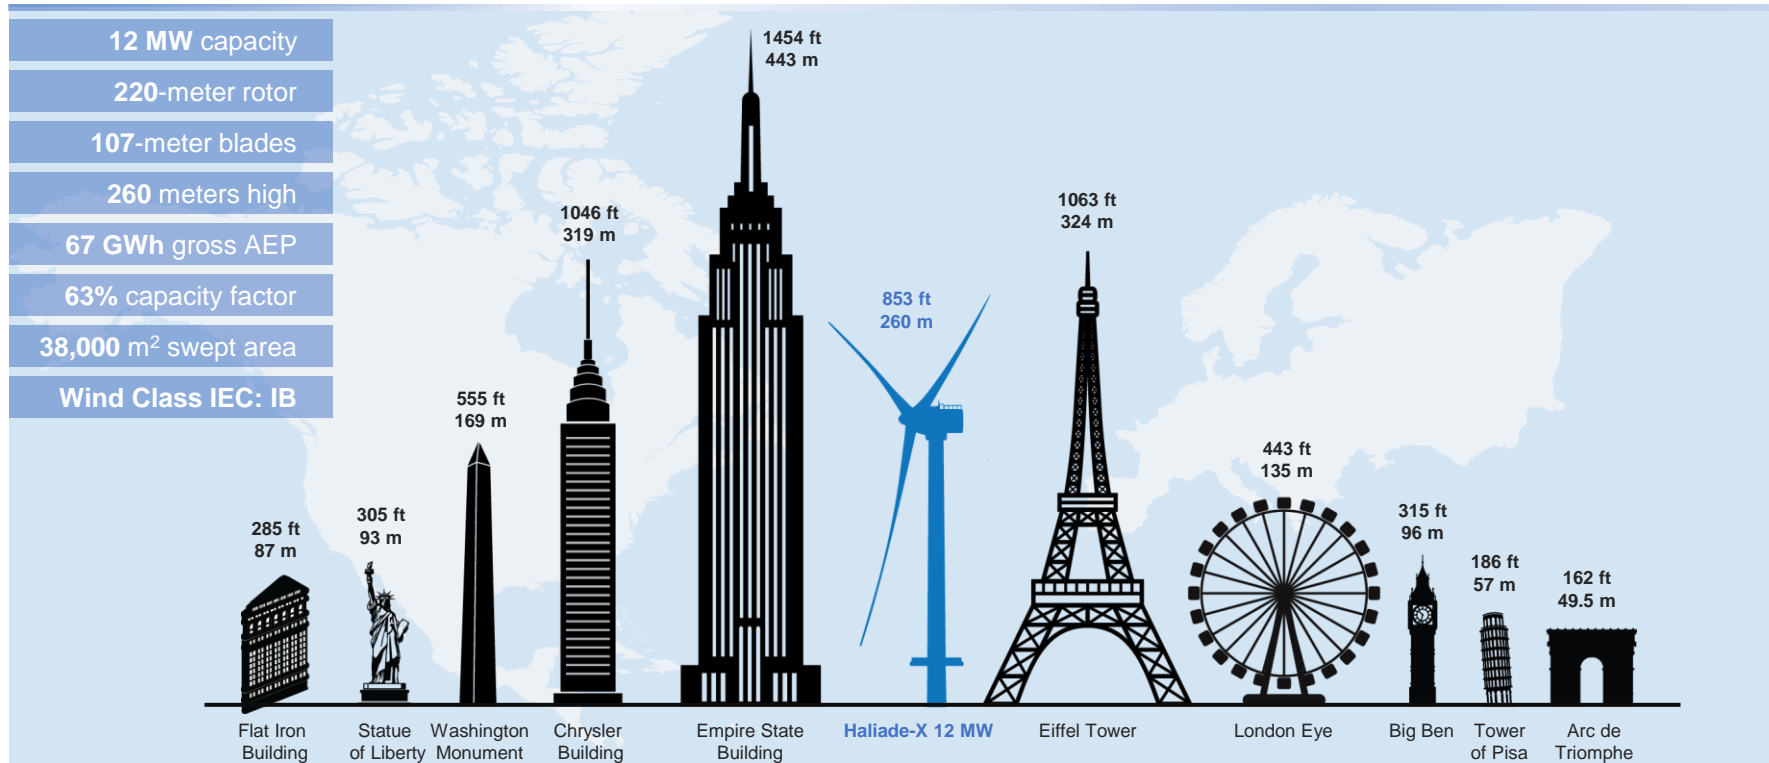 12 MW capacity
220-meter rotor
107-meter blades
260 meters high
67 GWh gross AEP
63% capacity factor
38,000 m² swept area
Wind Class IEC: IB
285 ft
87 m
305 ft
93 m
555 ft
169 m
1046 ft
319 m
1454 ft
443 m
853 ft
260 m
1063 ft
324 m
443 ft
135 m
315 ft
96 m
186 ft
57 m
162 ft
49.5 m
Flat Iron
Building
Statue
of Liberty
Washington
Monument
Chrysler
Building
Empire State
Building
Haliade-X 12 MW
Eiffel Tower
London Eye
Big Ben
Tower
of Pisa
Arc de
Triomphe